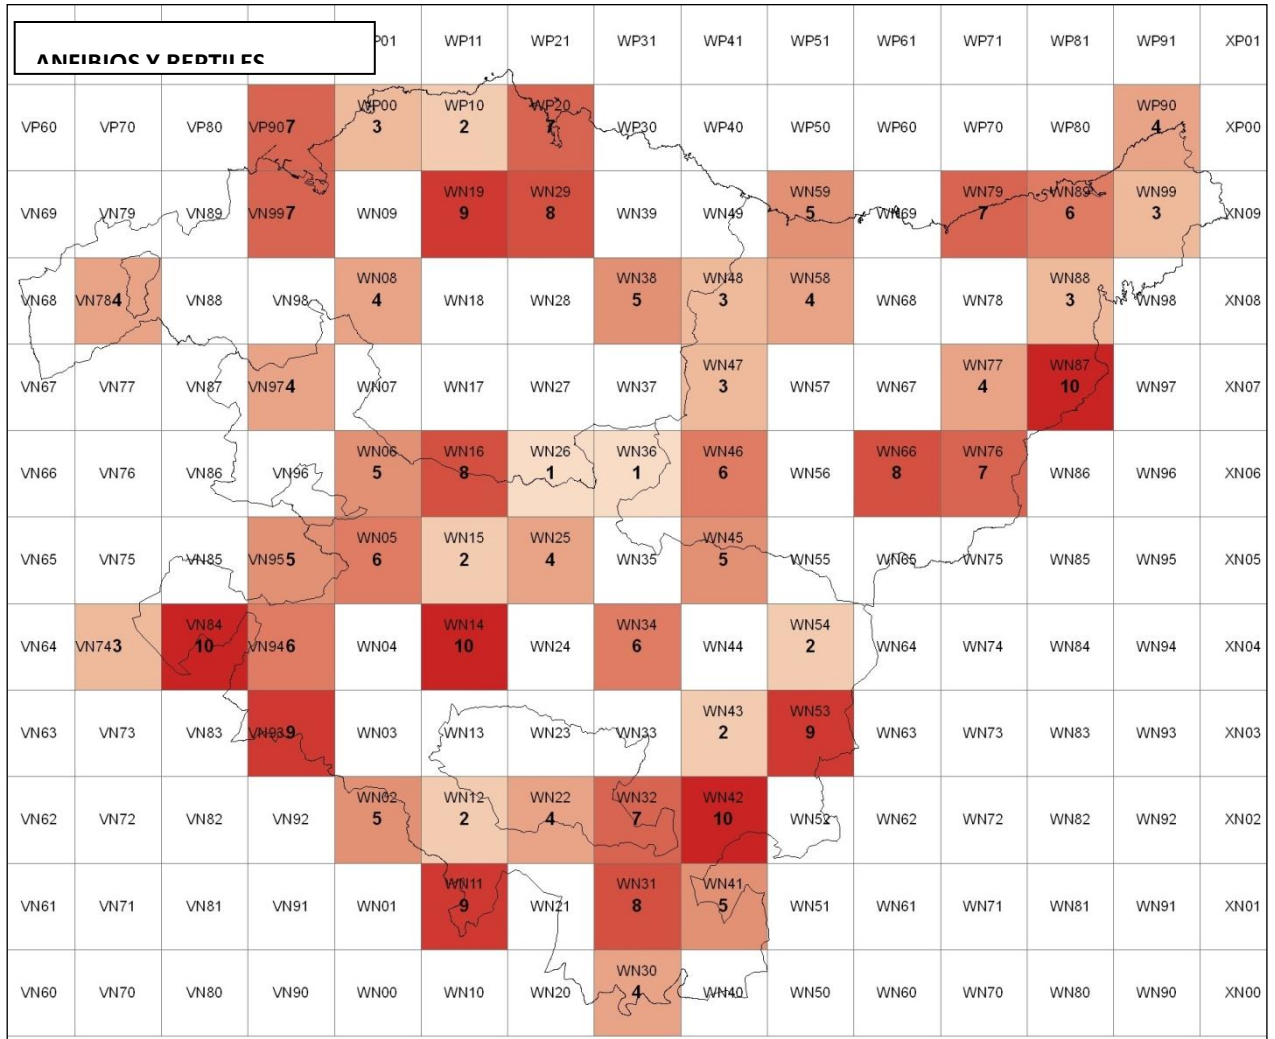 ANFIBIOS Y REPTILES
P01 WP11 WP21 WP31 WP41 WP51 WP61 WP71 WP81 WP91 XP01
VP60 VP70 VP80 VP90 7 WP00 WP10 WP20 WP30 WP40 WP50 WP60 WP70 WP80 WP90 XP00
3 2 7 4
VN69 VN79 VN89 VN99 7 WN09 WN19 WN29 WN39 WN49 WN59 WN69 WN79 WN89 WN99 XN09
9 8 5 7 6 3
VN68 VN78 4 VN88 VN98 WN08 WN18 WN28 WN38 WN48 WN58 WN68 WN78 WN88 WN98 XN08
4 5 3 4 3
VN67 VN77 VN87 VN97 4 WN07 WN17 WN27 WN37 WN47 WN57 WN67 WN77 WN87 WN97 XN07
3 4 10
VN66 VN76 VN86 VN96 WN06 WN16 WN26 WN36 WN46 WN56 WN66 WN76 WN86 WN96 XN06
5 8 1 1 6 8 7
VN65 VN75 VN85 VN95 5 WN05 WN15 WN25 WN35 WN45 WN55 WN65 WN75 WN85 WN95 XN05
6 2 4 5
VN64 VN74 3 VN84 VN94 6 WN04 WN14 WN24 WN34 WN44 WN54 WN64 WN74 WN84 WN94 XN04
10 10 6 2
VN63 VN73 VN83 VN93 9 WN03 WN13 WN23 WN33 WN43 WN53 WN63 WN73 WN83 WN93 XN03
2 9
VN62 VN72 VN82 VN92 WN02 WN12 WN22 WN32 WN42 WN52 WN62 WN72 WN82 WN92 XN02
5 2 4 7 10
VN61 VN71 VN81 VN91 WN01 WN11 WN21 WN31 WN41 WN51 WN61 WN71 WN81 WN91 XN01
9 8 5
VN60 VN70 VN80 VN90 WN00 WN10 WN20 WN30 WN40 WN50 WN60 WN70 WN80 WN90 XN00
4